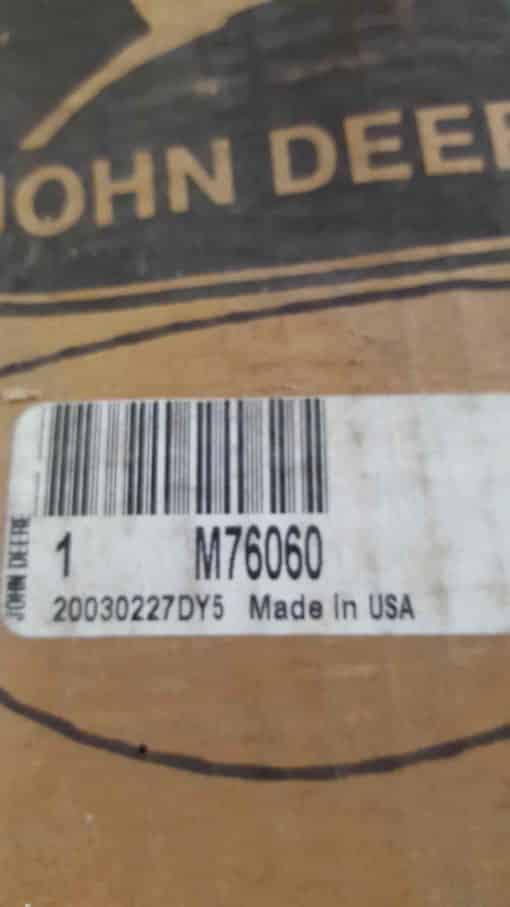 JOHN DEER
JOHN DEERE
1 M76060
20030227DY5 Made in USA